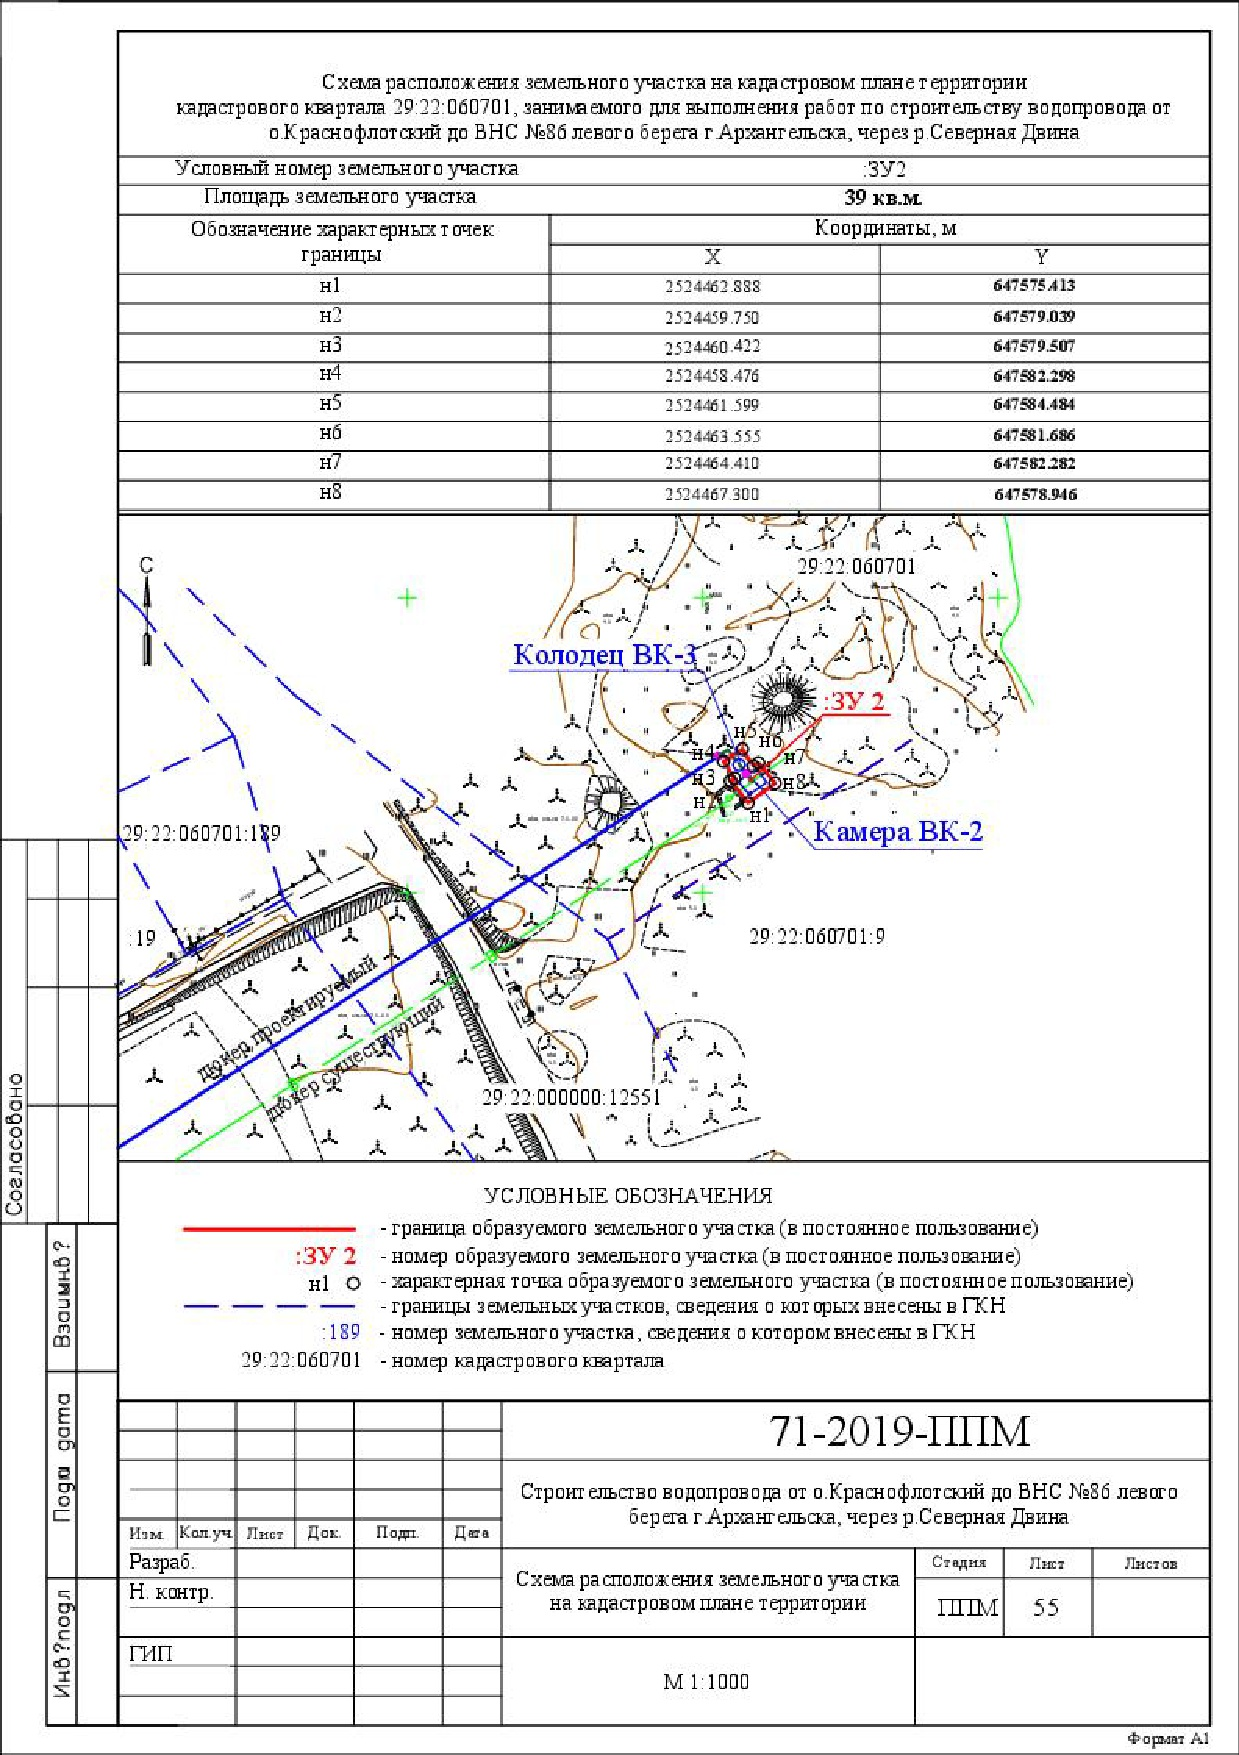 Схема расположения земельного участка на кадастровом плане территории
кадастрового квартала 29:22:060701, занимаемого для выполнения работ по строительству водопровода от
о.Краснофлотский до ВНС №86 левого берега г.Архангельска, через р.Северная Двина
Условный номер земельного участка :ЗУ2
Площадь земельного участка 39 кв.м.
Обозначение характерных точек границы Координаты, м
X Y
н1 2524462.888 647575.413
н2 2524459.750 647579.039
н3 2524460.422 647579.507
н4 2524458.476 647582.298
н5 2524461.599 647584.484
н6 2524463.555 647581.686
н7 2524464.410 647582.282
н8 2524467.300 647578.946
С
29:22:060701
Колодец ВК-3
:ЗУ 2
н5
н6
н4
н7
н3
н8
н1
Камера ВК-2
29:22:060701:189
:19
29:22:060701:9
дюкер проектируемый
дюкер существующий
29:22:000000:12551
УСЛОВНЫЕ ОБОЗНАЧЕНИЯ
- граница образуемого земельного участка (в постоянное пользование)
:ЗУ 2 - номер образуемого земельного участка (в постоянное пользование)
н1 - характерная точка образуемого земельного участка (в постоянное пользование)
- границы земельных участков, сведения о которых внесены в ГКН
:189 - номер земельного участка, сведения о котором внесены в ГКН
29:22:060701 - номер кадастрового квартала
Согласовано
Взаимнв ?
Подп дата
Инв?подл
71-2019-ППМ
Строительство водопровода от о.Краснофлотский до ВНС №86 левого
берега г.Архангельска, через р.Северная Двина
Изм. Кол.уч. Лист Док. Подп. Дата
Разраб.
Н. контр.
ГИП
Схема расположения земельного участка
на кадастровом плане территории
Стадия Лист Листов
ППМ 55
М 1:1000
Формат А1